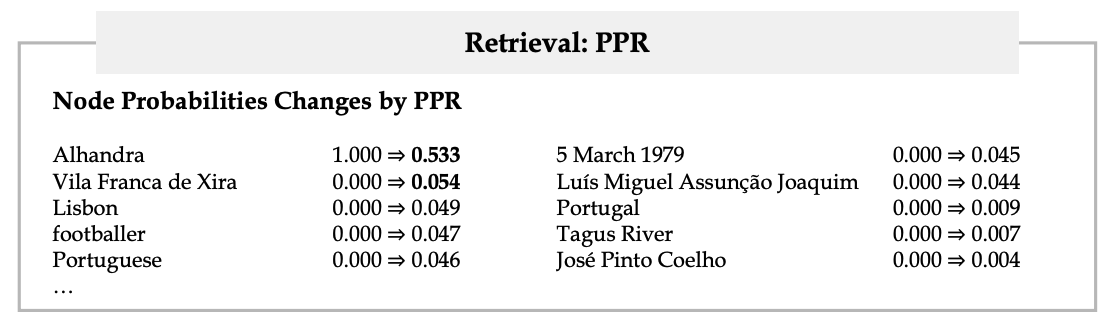 Retrieval: PPR
Node Probabilities Changes by PPR
Alhandra 1.000 ⇒ 0.533 5 March 1979 0.000 ⇒ 0.045
Vila Franca de Xira 0.000 ⇒ 0.054 Luís Miguel Assunção Joaquim 0.000 ⇒ 0.044
Lisbon 0.000 ⇒ 0.049 Portugal 0.000 ⇒ 0.009
footballer 0.000 ⇒ 0.047 Tagus River 0.000 ⇒ 0.007
Portuguese 0.000 ⇒ 0.046 José Pinto Coelho 0.000 ⇒ 0.004
…